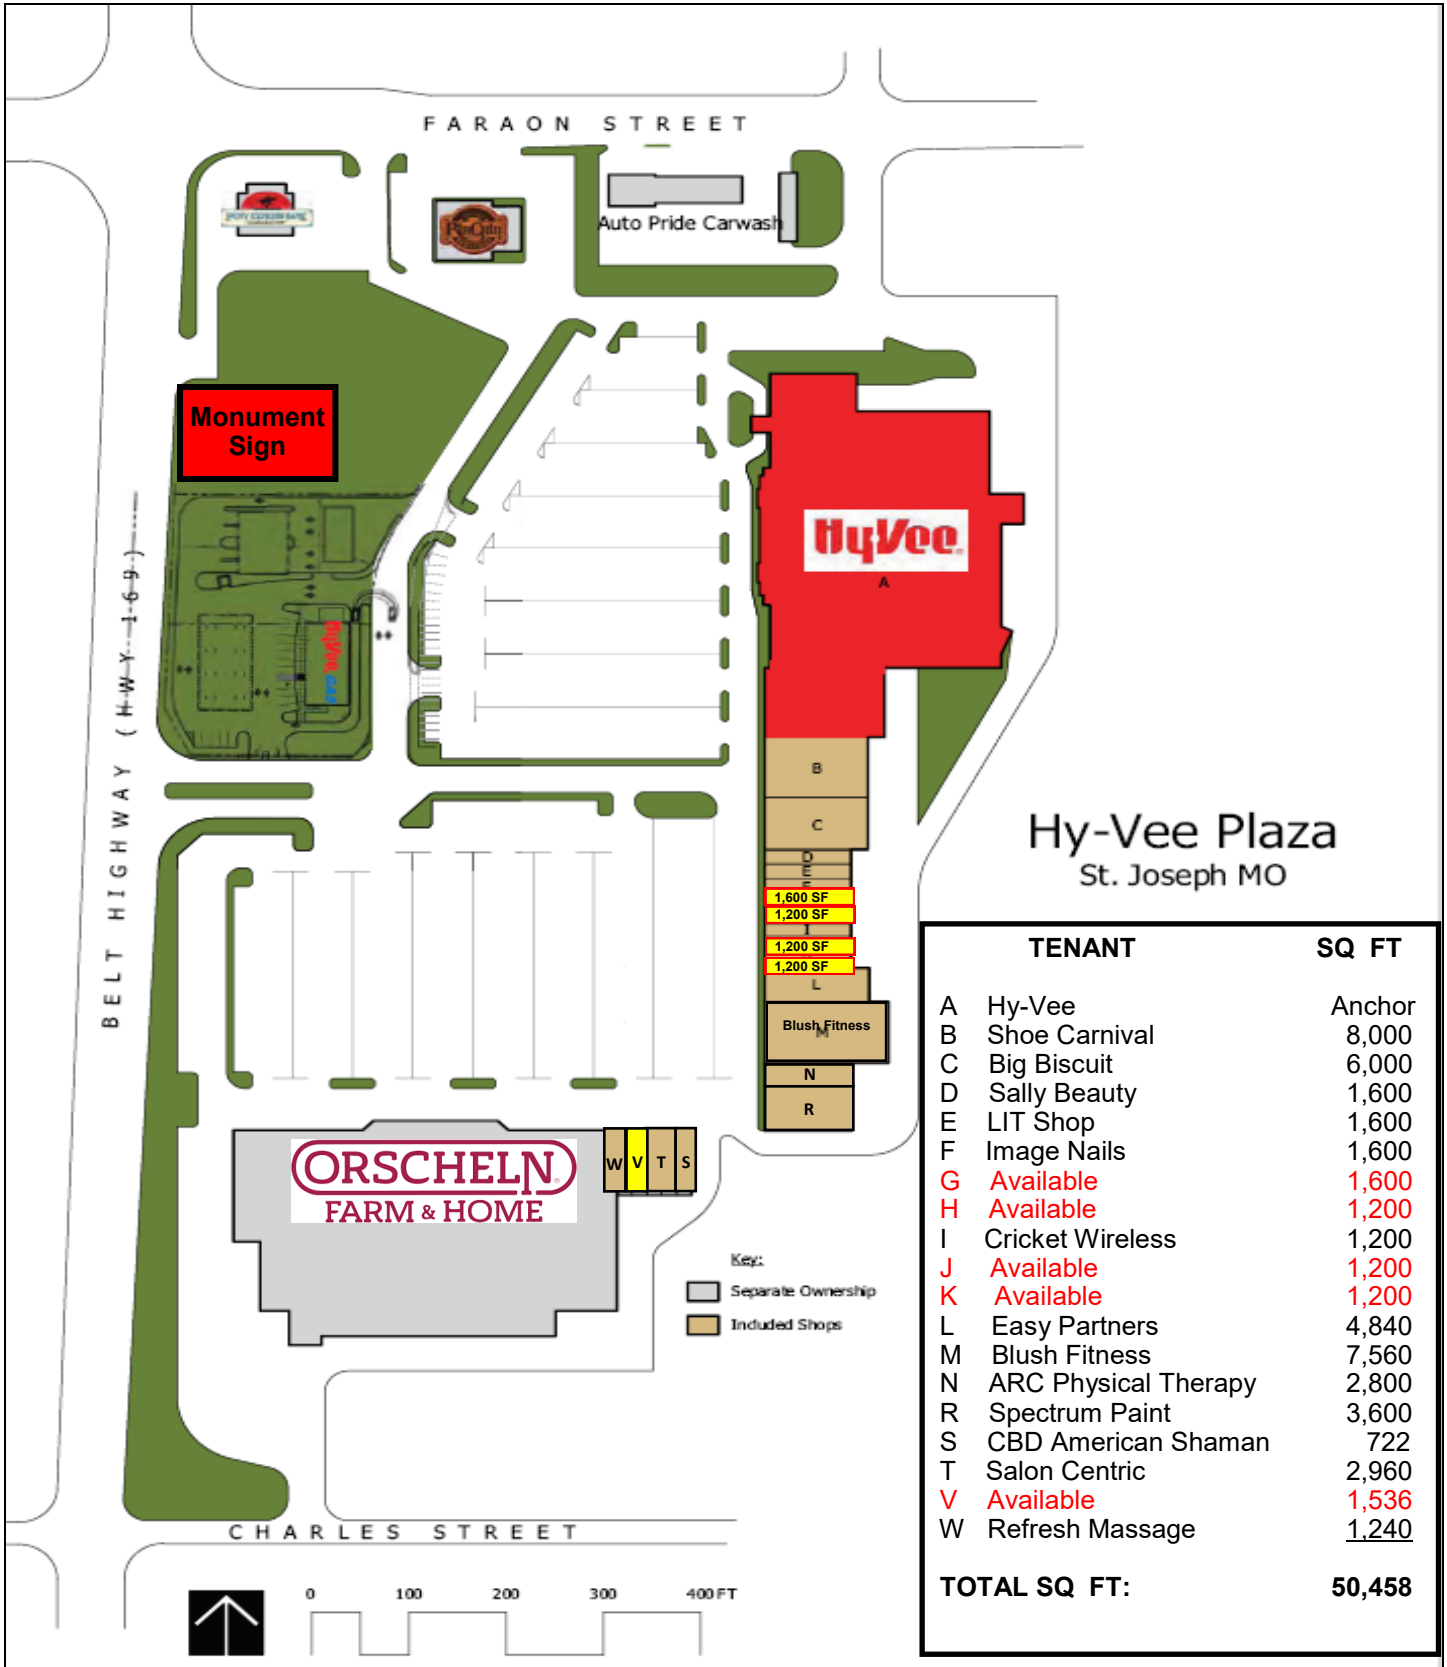 FARAON STREET
Auto Pride Carwash
Monument
Sign
HyVee
A
BELT HIGHWAY (HWY 169)
HyVee GAS
B
C
D
E
F
1,600 SF
1,200 SF
I
1,200 SF
1,200 SF
L
Blush Fitness
M
N
R
Hy-Vee Plaza
St. Joseph MO
ORSCHELN
FARM & HOME
W V T S
Key:
Separate Ownership
Included Shops
TENANT SQ FT
A Hy-Vee Anchor
B Shoe Carnival 8,000
C Big Biscuit 6,000
D Sally Beauty 1,600
E LIT Shop 1,600
F Image Nails 1,600
G Available 1,600
H Available 1,200
I Cricket Wireless 1,200
J Available 1,200
K Available 1,200
L Easy Partners 4,840
M Blush Fitness 7,560
N ARC Physical Therapy 2,800
R Spectrum Paint 3,600
S CBD American Shaman 722
T Salon Centric 2,960
V Available 1,536
W Refresh Massage 1,240
TOTAL SQ FT: 50,458
CHARLES STREET
0 100 200 300 400 FT